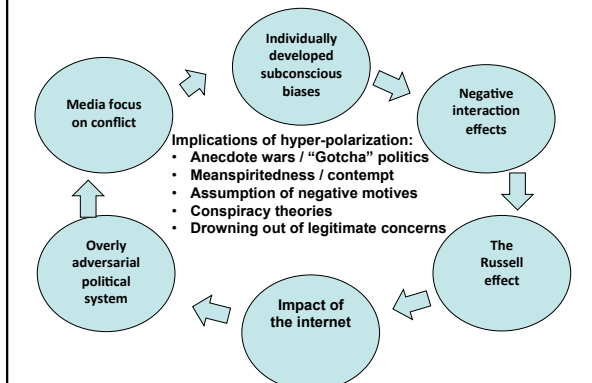 Individually
developed
subconscious
biases
Media focus
on conflict
Negative
interaction
effects
Implications of hyper-polarization:
• Anecdote wars / “Gotcha” politics
• Meanspiritedness / contempt
• Assumption of negative motives
• Conspiracy theories
• Drowning out of legitimate concerns
Overly
adversarial
political
system
The
Russell
effect
Impact of
the internet